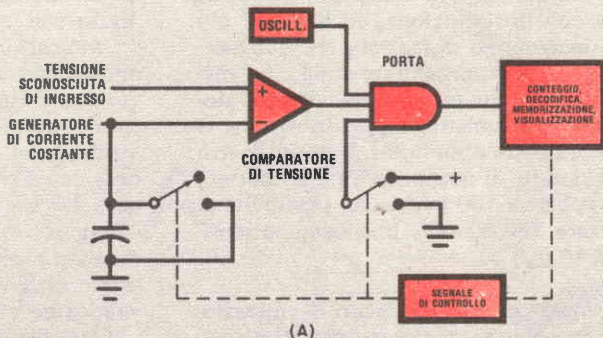 OSCILL.
PORTA
TENSIONE
SCONOSCIUTA
DI INGRESSO
GENERATORE
DI CORRENTE
COSTANTE
+
−
COMPARATORE
DI TENSIONE
CONTEGGIO,
DECODIFICA,
MEMORIZZAZIONE,
VISUALIZZAZIONE
+
SEGNALE
DI CONTROLLO
(A)